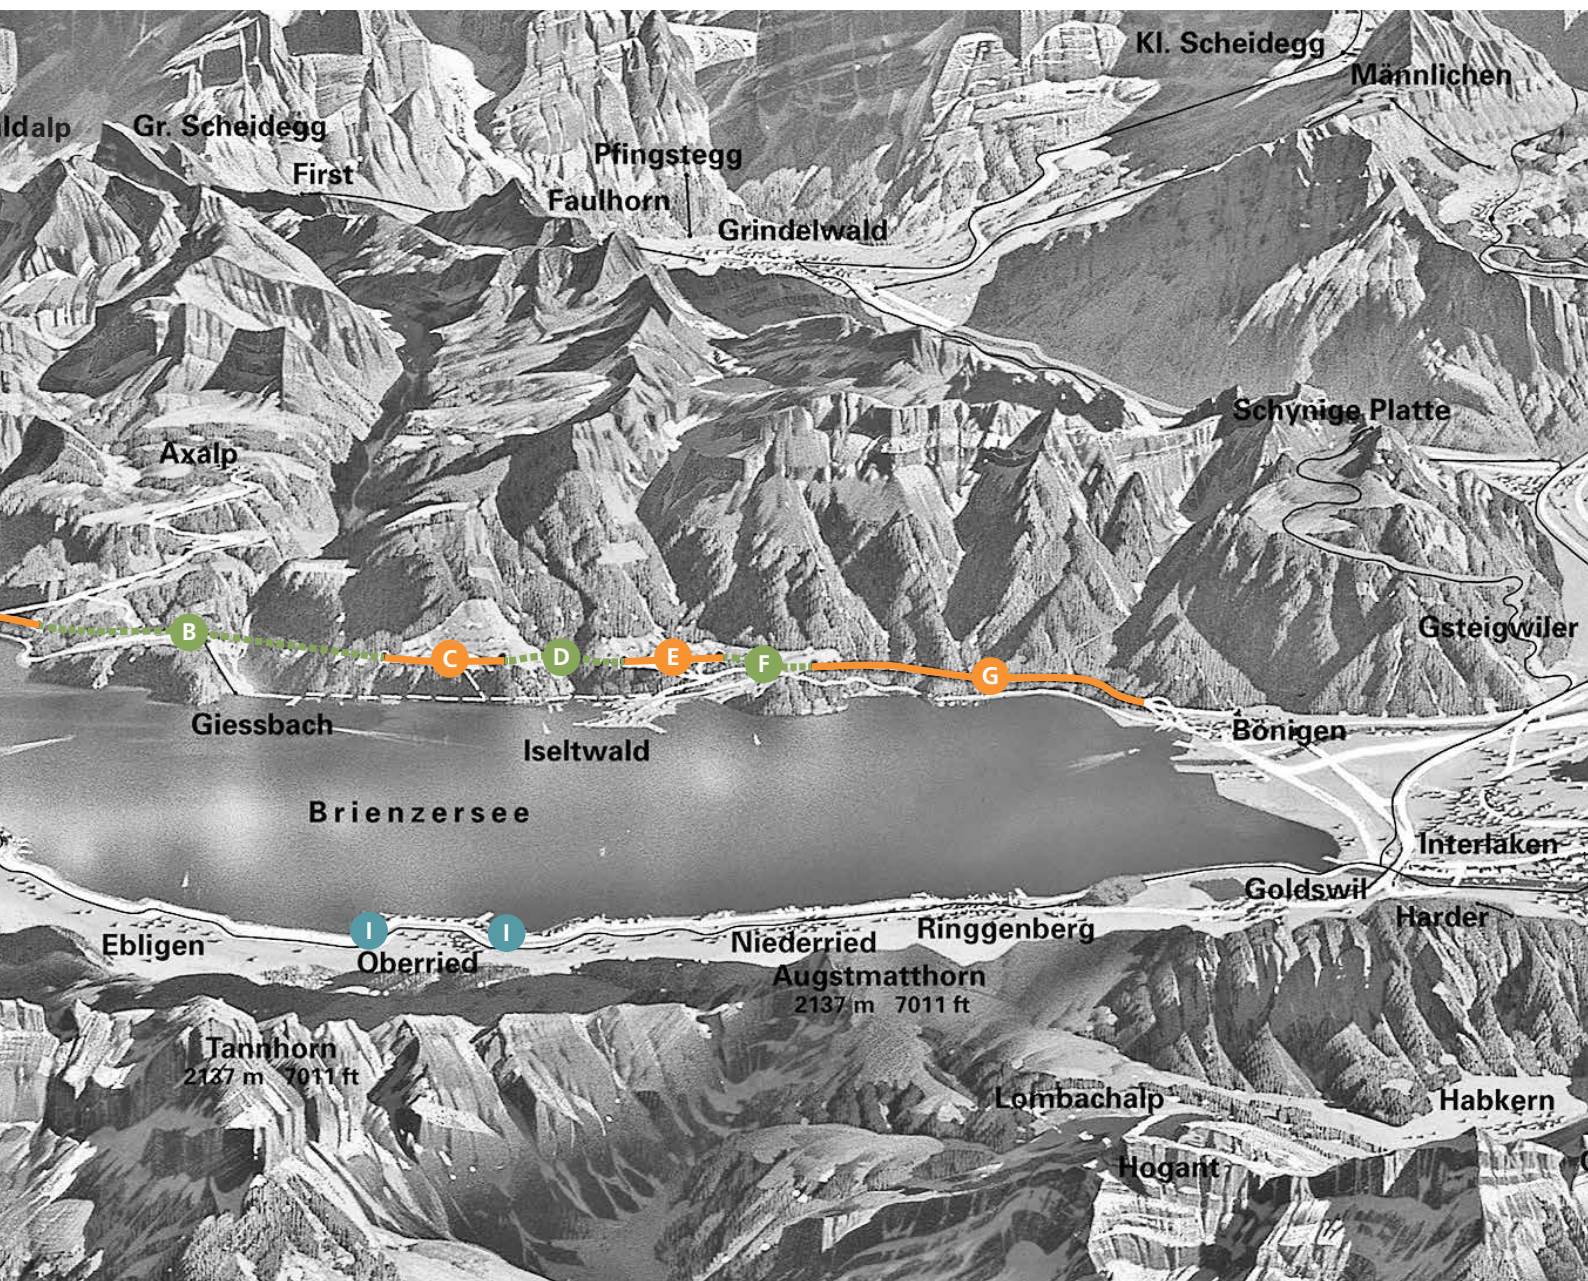 Kl. Scheidegg
Männlichen
aldalp
Gr. Scheidegg
Pfingstegg
First
Faulhorn
Grindelwald
Schynige Platte
Axalp
Gsteigwiler
B
C
D
E
F
G
Giessbach
Bönigen
Iseltwald
Brienzersee
Interlaken
Goldswil
Harder
I
I
Ebligen
Oberried
Niederried
Ringgenberg
Augstmatthorn
2137 m 7011 ft
Tannhorn
2137 m 7011 ft
Lombachalp
Habkern
Hogant